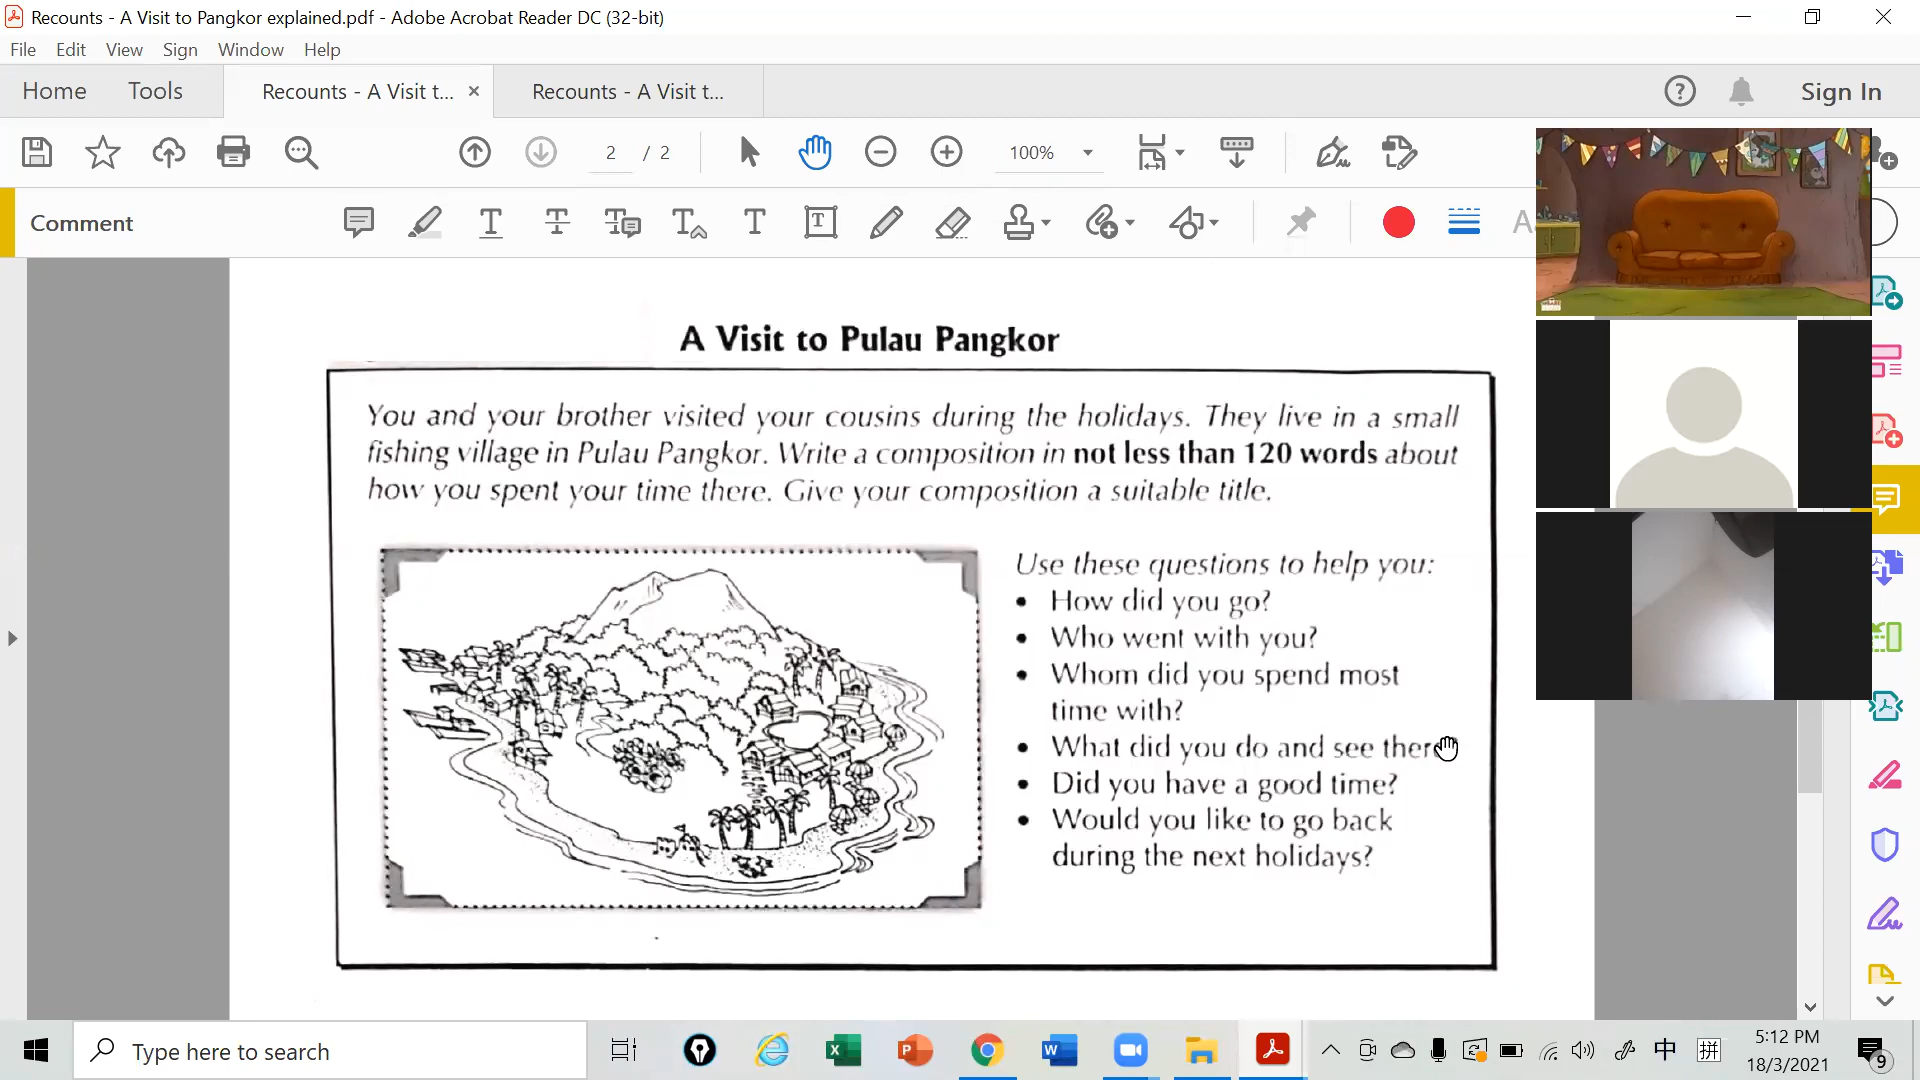 Recounts - A Visit to Pangkor explained.pdf - Adobe Acrobat Reader DC (32-bit)
File Edit View Sign Window Help
Home Tools Recounts - A Visit t... Recounts - A Visit t... Sign In
2 / 2 100%
Comment
A Visit to Pulau Pangkor
You and your brother visited your cousins during the holidays. They live in a small
fishing village in Pulau Pangkor. Write a composition in not less than 120 words about
how you spent your time there. Give your composition a suitable title.
Use these questions to help you:
• How did you go?
• Who went with you?
• Whom did you spend most
time with?
• What did you do and see there
• Did you have a good time?
• Would you like to go back
during the next holidays?
Type here to search
中 拼
5:12 PM
18/3/2021
9